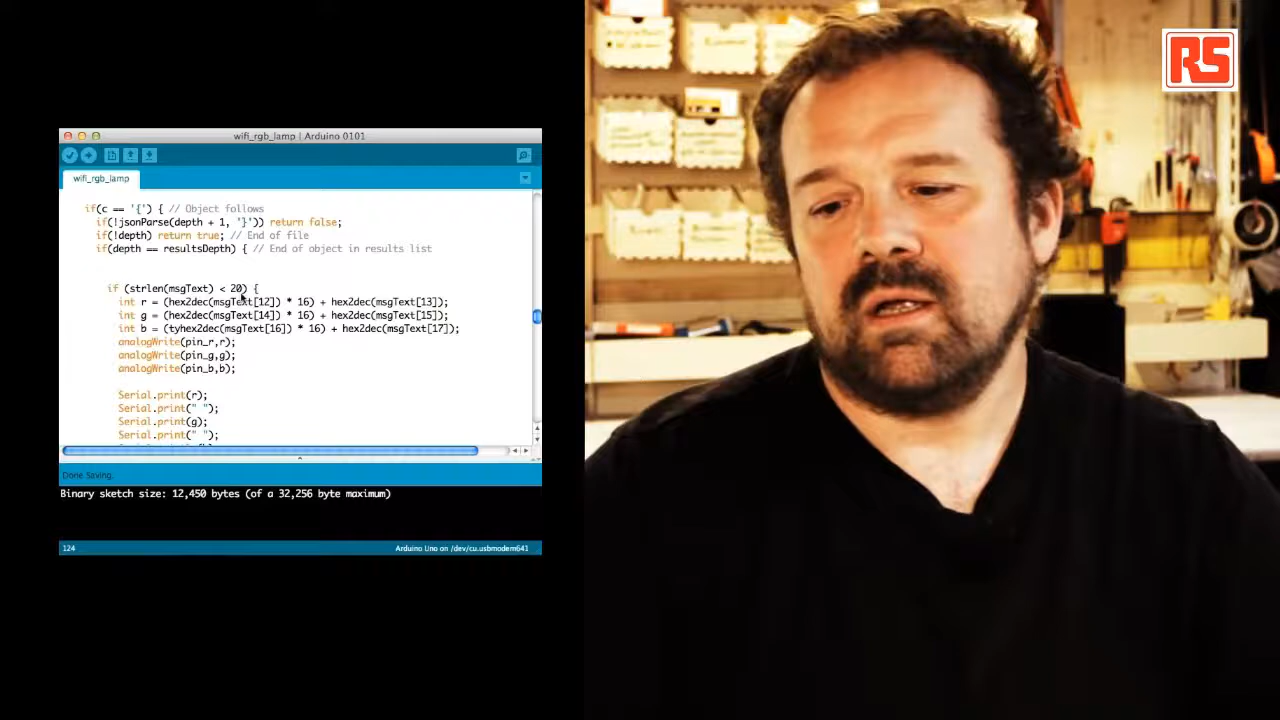 RS
wifi_rgb_lamp | Arduino 0101
wifi_rgb_lamp
if(c == '{') { // Object follows
if(!jsonParse(depth + 1, '}')) return false;
if(!depth) return true; // End of file
if(depth == resultsDepth) { // End of object in results list
if (strlen(msgText) < 20) {
int r = (hex2dec(msgText[12]) * 16) + hex2dec(msgText[13]);
int g = (hex2dec(msgText[14]) * 16) + hex2dec(msgText[15]);
int b = (tyhex2dec(msgText[16]) * 16) + hex2dec(msgText[17]);
analogWrite(pin_r,r);
analogWrite(pin_g,g);
analogWrite(pin_b,b);
Serial.print(r);
Serial.print(" ");
Serial.print(g);
Serial.print(" ");
Done Saving.
Binary sketch size: 12,450 bytes (of a 32,256 byte maximum)
124
Arduino Uno on /dev/cu.usbmodem641